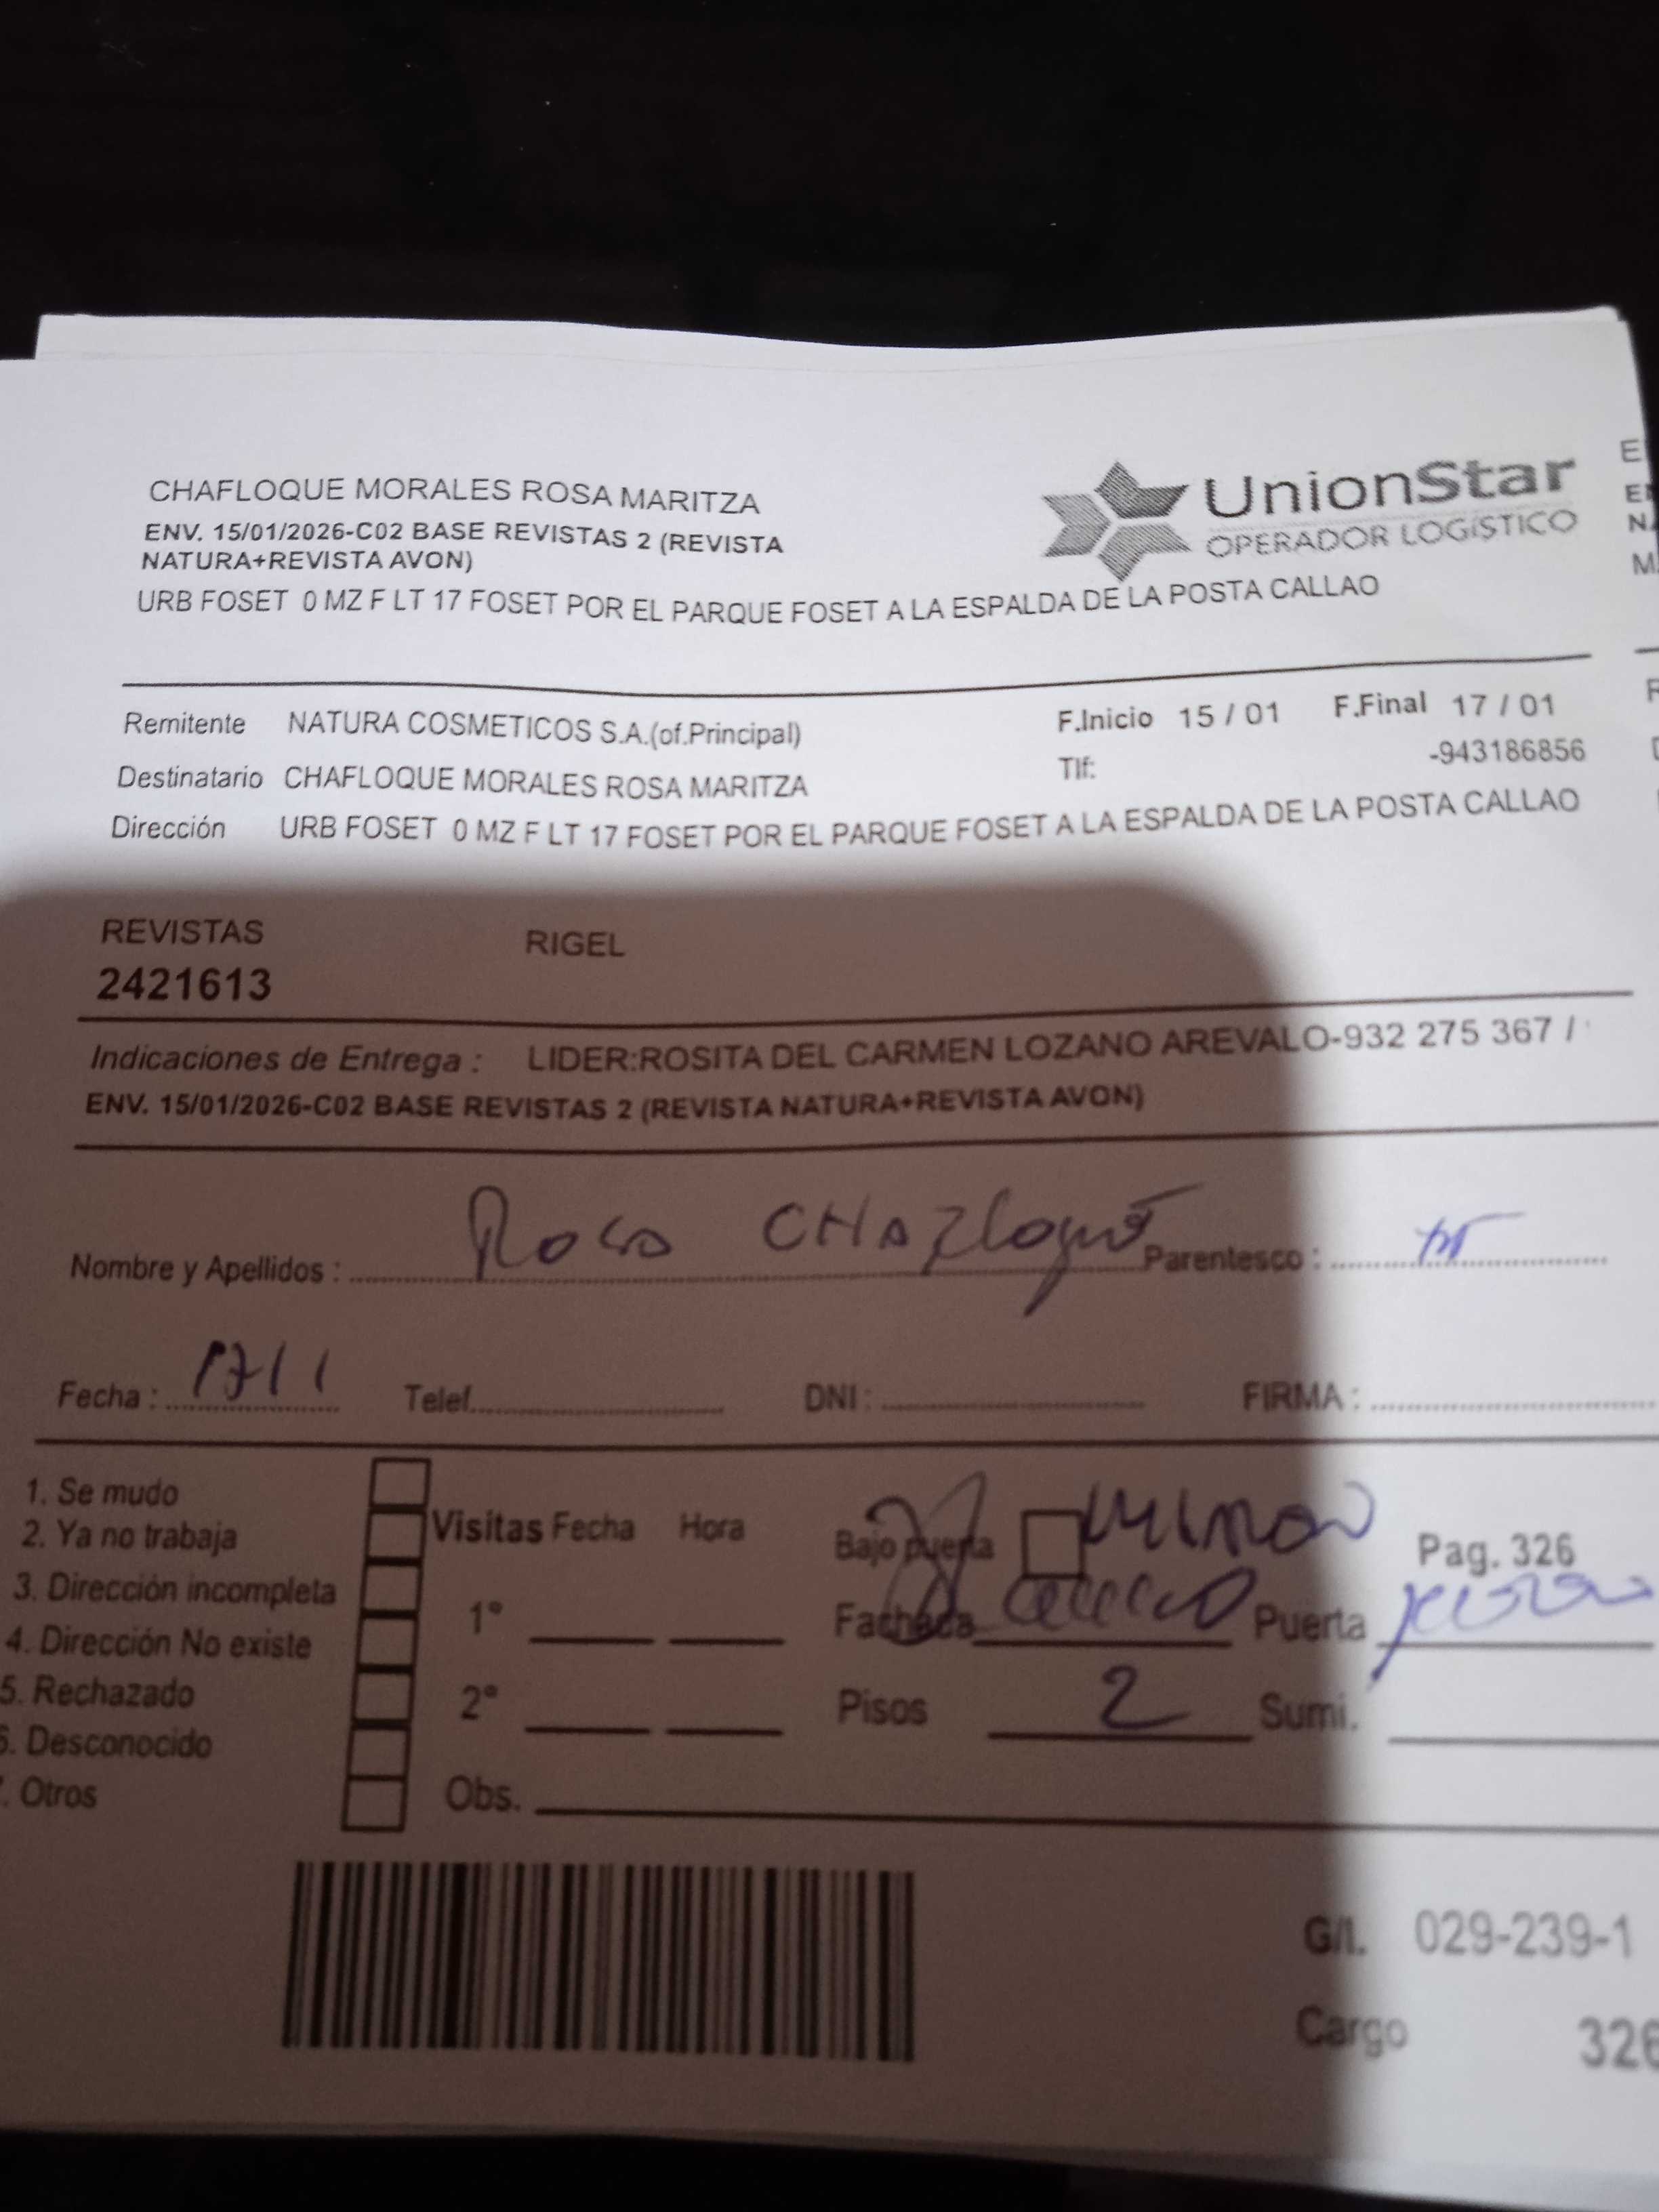 CHAFLOQUE MORALES ROSA MARITZA
ENV. 15/01/2026-C02 BASE REVISTAS 2 (REVISTA
NATURA+REVISTA AVON)
URB FOSET 0 MZ F LT 17 FOSET POR EL PARQUE FOSET A LA ESPALDA DE LA POSTA CALLAO
UnionStar
OPERADOR LOGÍSTICO
Remitente NATURA COSMETICOS S.A.(of.Principal)
F.Inicio 15 / 01 F.Final 17 / 01
Destinatario CHAFLOQUE MORALES ROSA MARITZA
Tlf: -943186856
Dirección URB FOSET 0 MZ F LT 17 FOSET POR EL PARQUE FOSET A LA ESPALDA DE LA POSTA CALLAO
REVISTAS RIGEL
2421613
Indicaciones de Entrega : LIDER:ROSITA DEL CARMEN LOZANO AREVALO-932 275 367 /
ENV. 15/01/2026-C02 BASE REVISTAS 2 (REVISTA NATURA+REVISTA AVON)
Nombre y Apellidos : Rosa CHAFloque Parentesco :
Fecha : 17/1 Telef. DNI : FIRMA :
1. Se mudo
2. Ya no trabaja
3. Dirección incompleta
4. Dirección No existe
5. Rechazado
6. Desconocido
. Otros
Visitas Fecha Hora
1°
2°
Obs.
Bajo puerta Pag. 326
Fachada Puerta
Pisos 2 Sumi.
G/I. 029-239-1
Cargo 326